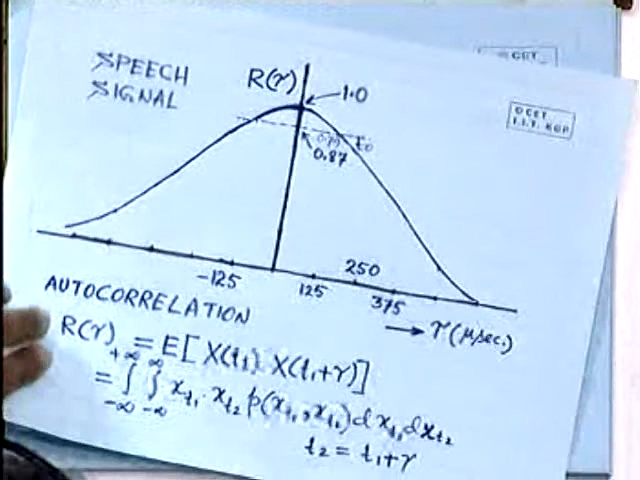 SPEECH
SIGNAL
R(τ)
1.0
0.87
-125
125
250
375
τ(μsec.)
AUTOCORRELATION
R(τ) = E[X(t₁) X(t₁+τ)]
= ∫₋∞⁺∞ ∫₋∞^∞ x_t₁ · x_t₂ p(x_t₁, x_t₂) dx_t₁ dx_t₂
t₂ = t₁+τ
I.I.T. KGP